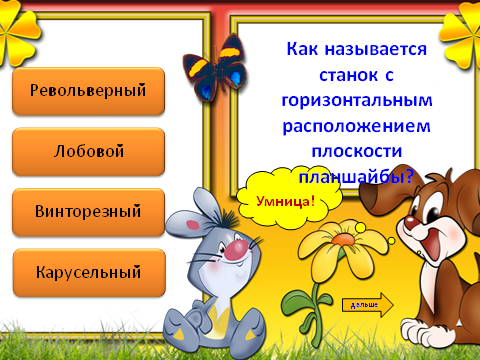 Как называется
станок с
горизонтальным
расположением
плоскости
планшайбы?
Револьверный
Лобовой
Винторезный
Карусельный
Умница!
дальше